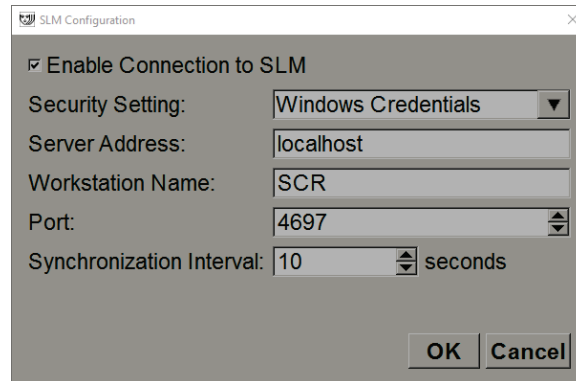 SLM Configuration
Enable Connection to SLM
Security Setting: Windows Credentials
Server Address: localhost
Workstation Name: SCR
Port: 4697
Synchronization Interval: 10 seconds
OK Cancel